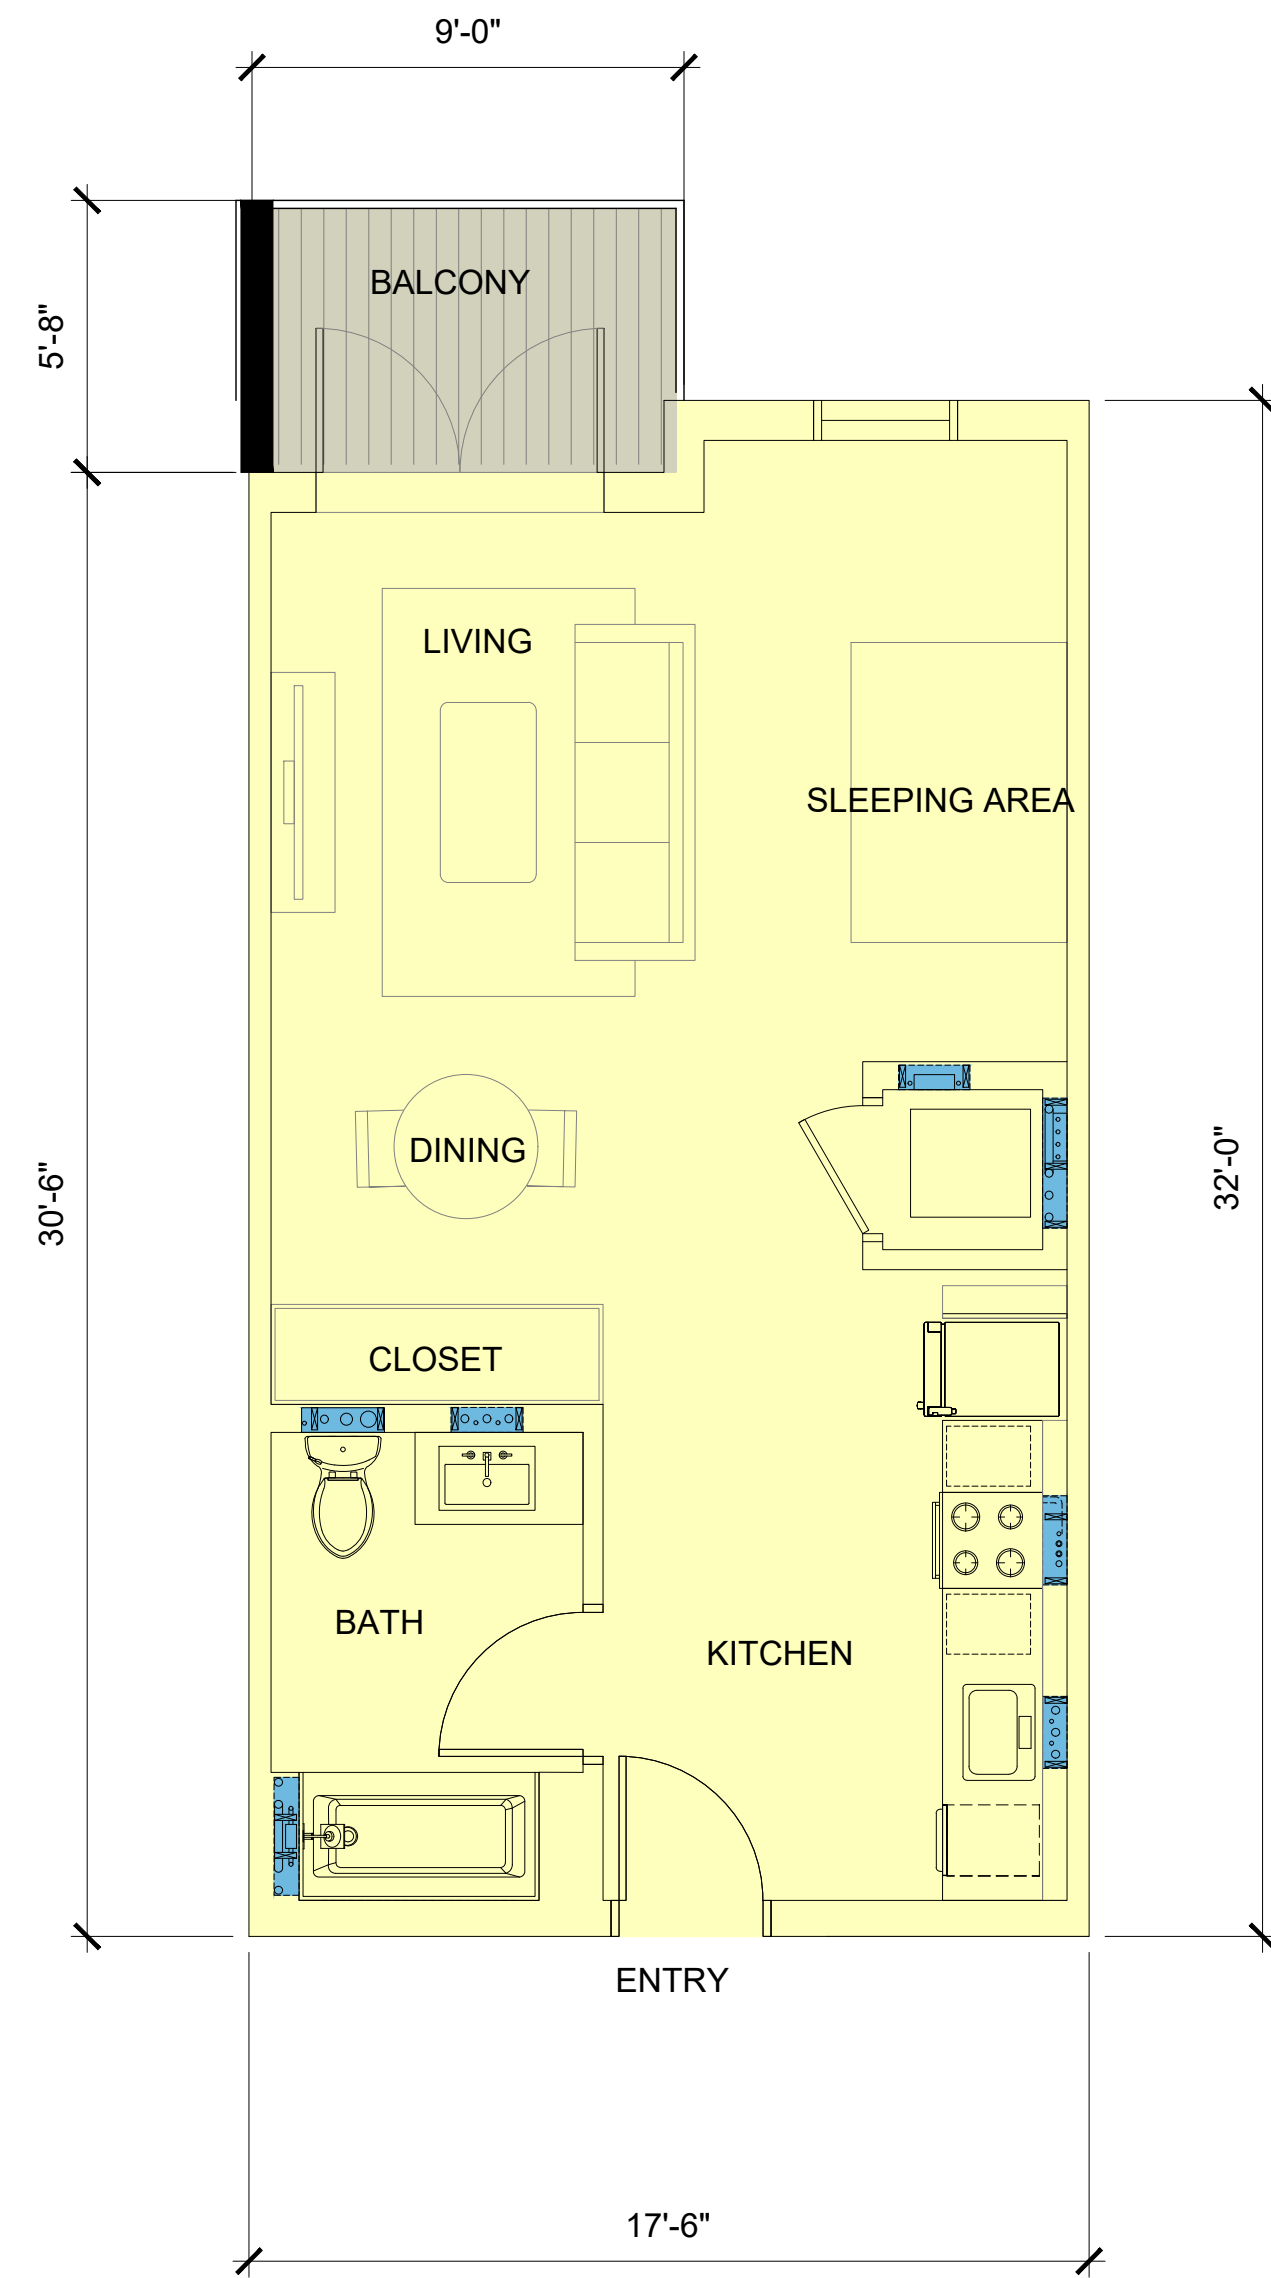 9'-0"
BALCONY
5'-8"
LIVING
SLEEPING AREA
DINING
30'-6"
32'-0"
CLOSET
BATH
KITCHEN
ENTRY
17'-6"